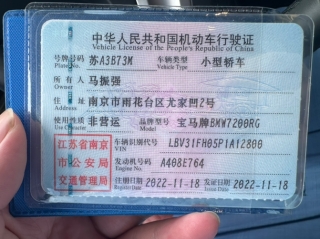 中华人民共和国机动车行驶证
Vehicle License of the People's Republic of China
号牌号码 苏A3B73M 车辆类型 小型轿车
Plate No. Vehicle Type
所有人 马振强
Owner
住址 南京市雨花台区尤家凹2号
Address
使用性质 非营运 品牌型号 宝马牌BMW7200RG
Use Character Model
江苏省南京市公安局交通管理局
车辆识别代号 LBV31FH05P1A12800
VIN
发动机号码 A408E764
Engine No.
注册日期 2022-11-18 发证日期 2022-11-18
Register Date Issue Date